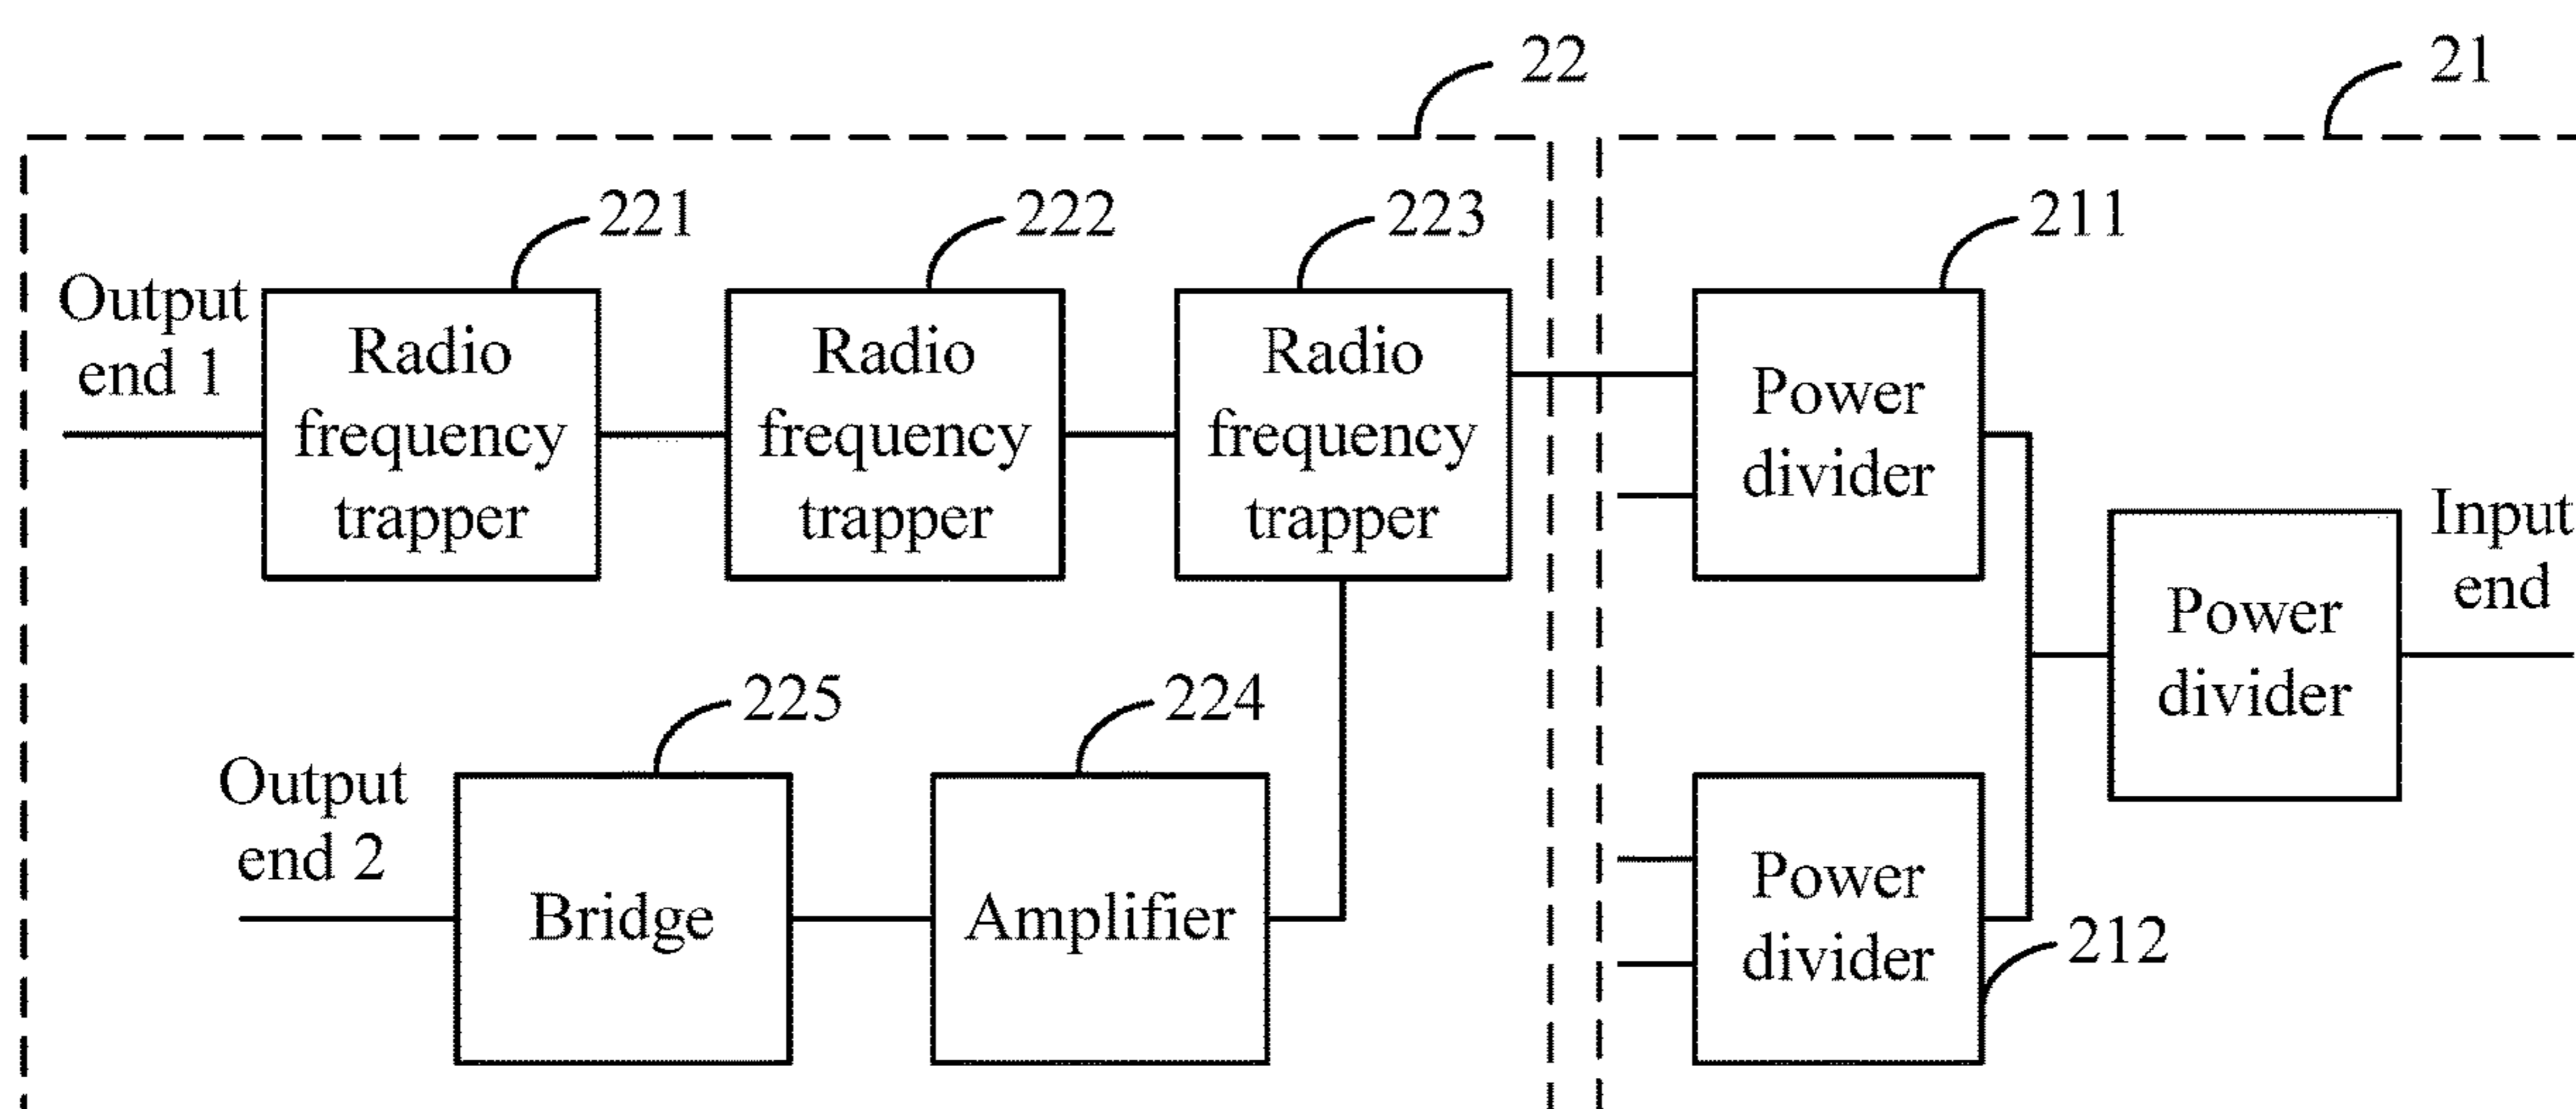 22
21
221
222
223
211
Output
end 1
Radio
frequency
trapper
Radio
frequency
trapper
Radio
frequency
trapper
Power
divider
Input
end
Power
divider
225
224
Output
end 2
Bridge
Amplifier
Power
divider
212